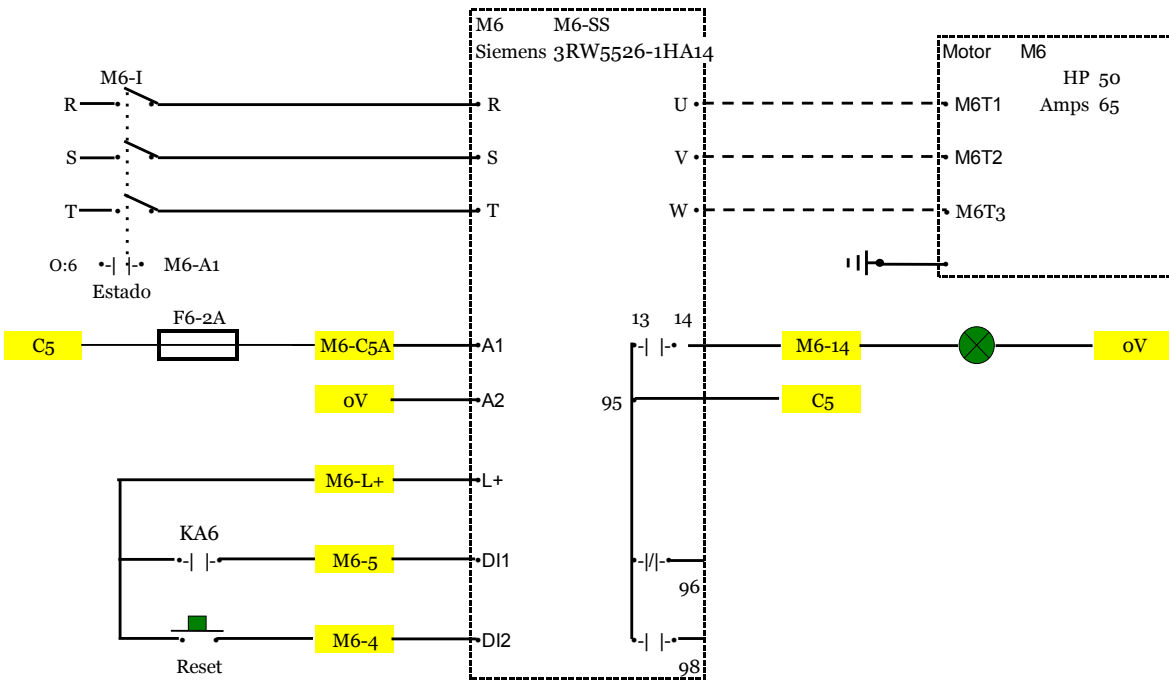 M6 M6-SS
Siemens 3RW5526-1HA14
Motor M6
HP 50
Amps 65
M6-I
R R U M6T1
S S V M6T2
T T W M6T3
O:6 M6-A1
Estado
F6-2A
13 14
C5 M6-C5A A1 M6-14 0V
0V A2 95 C5
M6-L+ L+
KA6
M6-5 DI1
96
M6-4 DI2
Reset
98